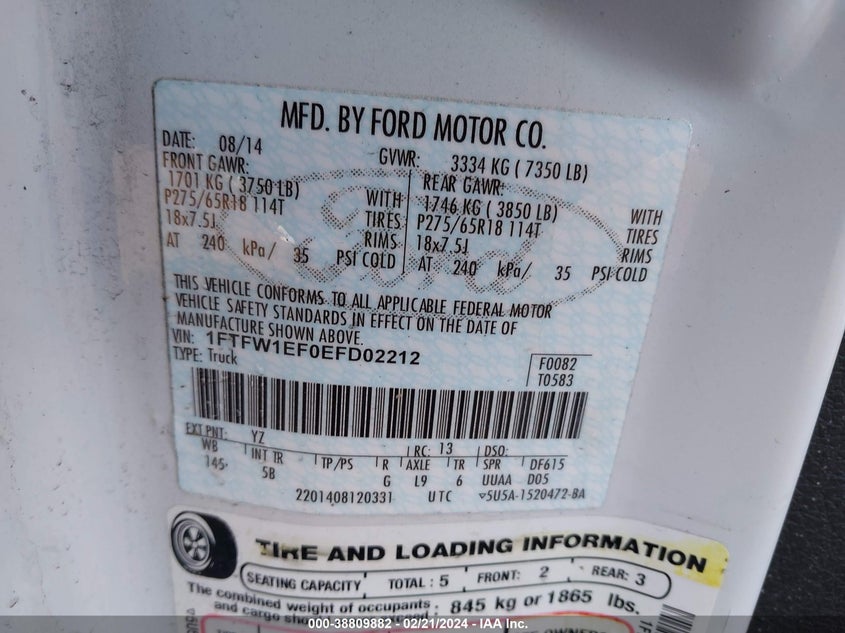 MFD. BY FORD MOTOR CO.
DATE: 08/14 GVWR: 3334 KG ( 7350 LB)
FRONT GAWR: REAR GAWR:
1701 KG ( 3750 LB) WITH 1746 KG ( 3850 LB) WITH
P275/65R18 114T TIRES P275/65R18 114T TIRES
18x7.5J RIMS 18x7.5J RIMS
AT 240 kPa/ 35 PSI COLD AT 240 kPa/ 35 PSI COLD
Ford
THIS VEHICLE CONFORMS TO ALL APPLICABLE FEDERAL MOTOR
VEHICLE SAFETY STANDARDS IN EFFECT ON THE DATE OF
MANUFACTURE SHOWN ABOVE.
VIN: 1FTFW1EF0EFD02212
TYPE: Truck
F0082
T0583
EXT PNT: YZ RC: 13 DSO:
WB INT TR TP/PS R AXLE TR SPR DF615
145 5B G L9 6 UUAA D05
2201408120331 UTC ▽5U5A-1520472-BA
TIRE AND LOADING INFORMATION
SEATING CAPACITY TOTAL : 5 FRONT: 2 REAR: 3
The combined weight of occupants : 845 kg or 1865 lbs.
and cargo
000-38809882 - 02/21/2024 - IAA Inc.